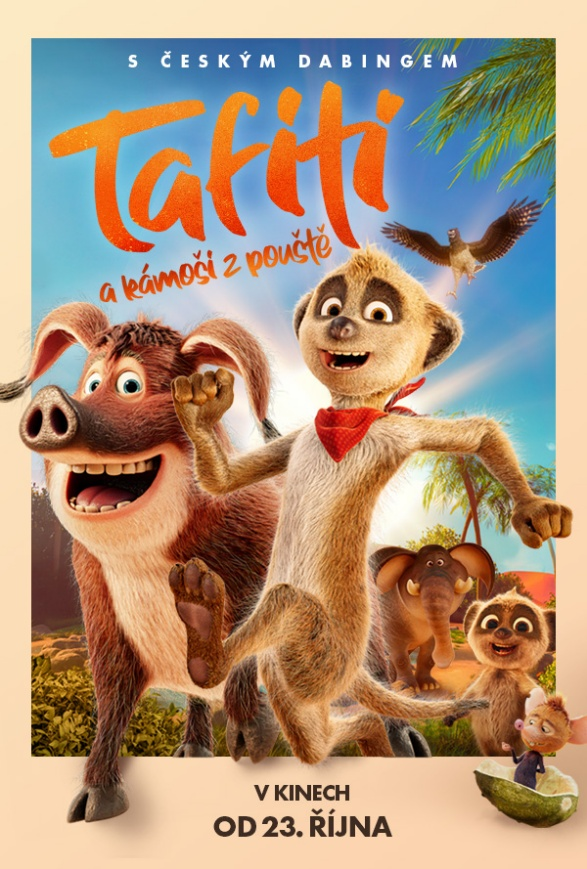 S ČESKÝM DABINGEM
Tafiti
a kámoši z pouště
V KINECH
OD 23. ŘÍJNA